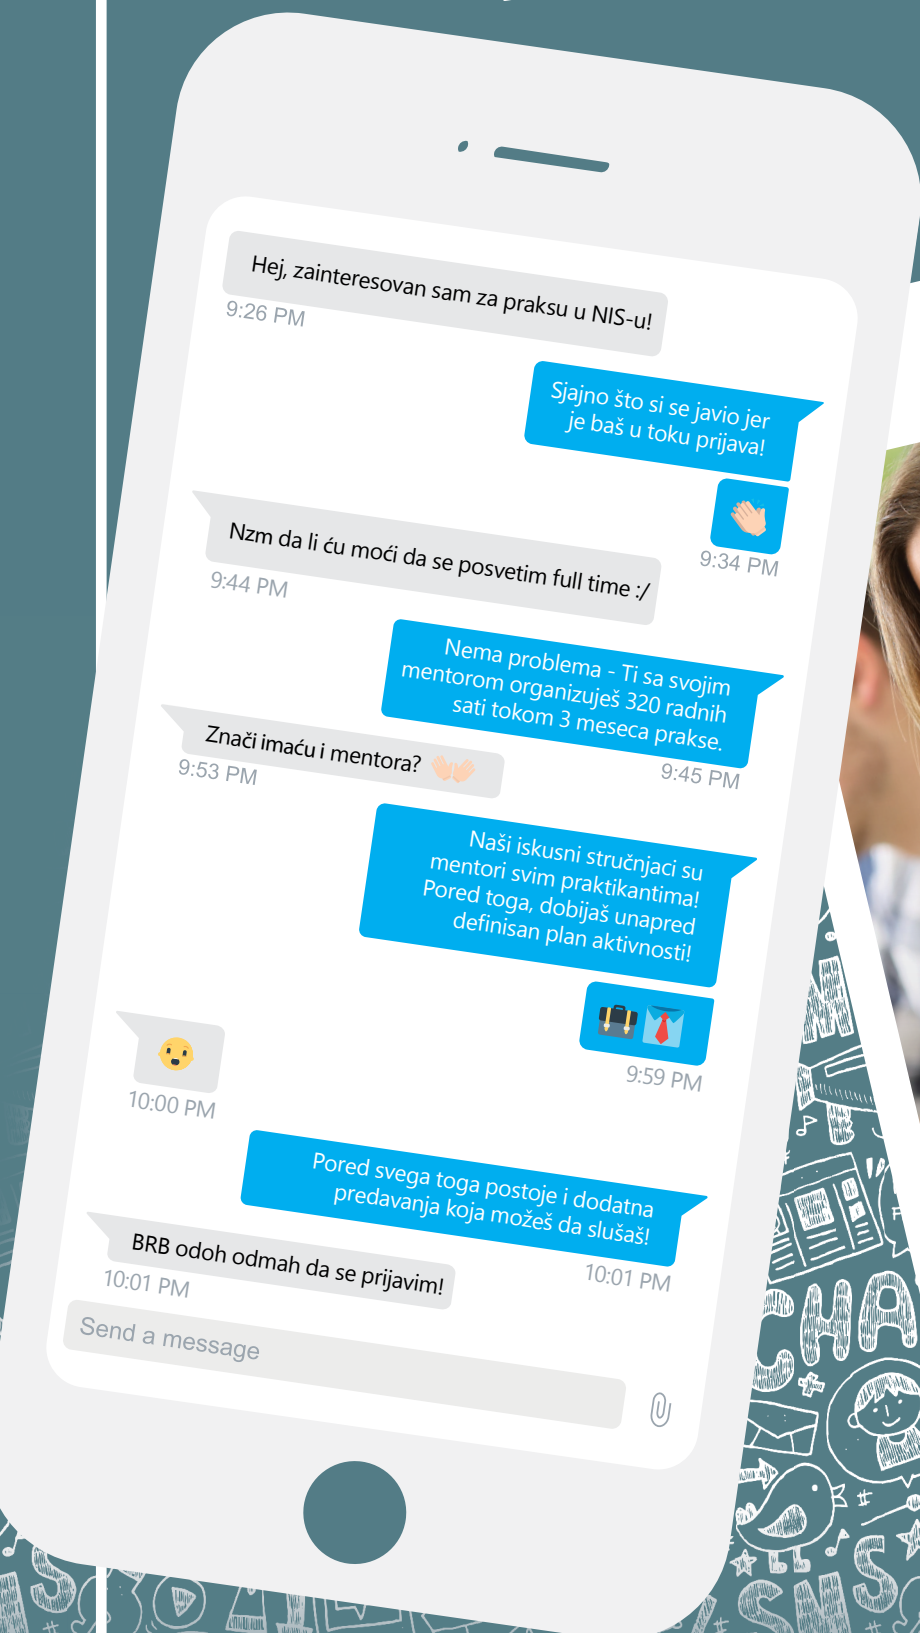 Hej, zainteresovan sam za praksu u NIS-u!
9:26 PM
Sjajno što si se javio jer
je baš u toku prijava!
9:34 PM
Nzm da li ću moći da se posvetim full time :/
9:44 PM
Nema problema - Ti sa svojim
mentorom organizuješ 320 radnih
sati tokom 3 meseca prakse.
9:45 PM
Znači imaću i mentora?
9:53 PM
Naši iskusni stručnjaci su
mentori svim praktikantima!
Pored toga, dobijaš unapred
definisan plan aktivnosti!
9:59 PM
10:00 PM
Pored svega toga postoje i dodatna
predavanja koja možeš da slušaš!
10:01 PM
BRB odoh odmah da se prijavim!
10:01 PM
Send a message
CHA
SMS